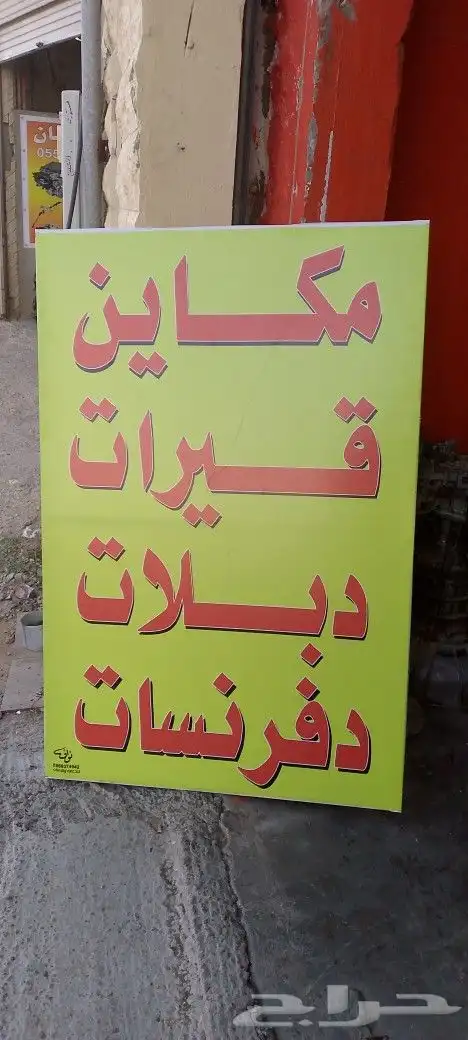 مكاين
قيرات
دبلات
دفرنسات
حراج